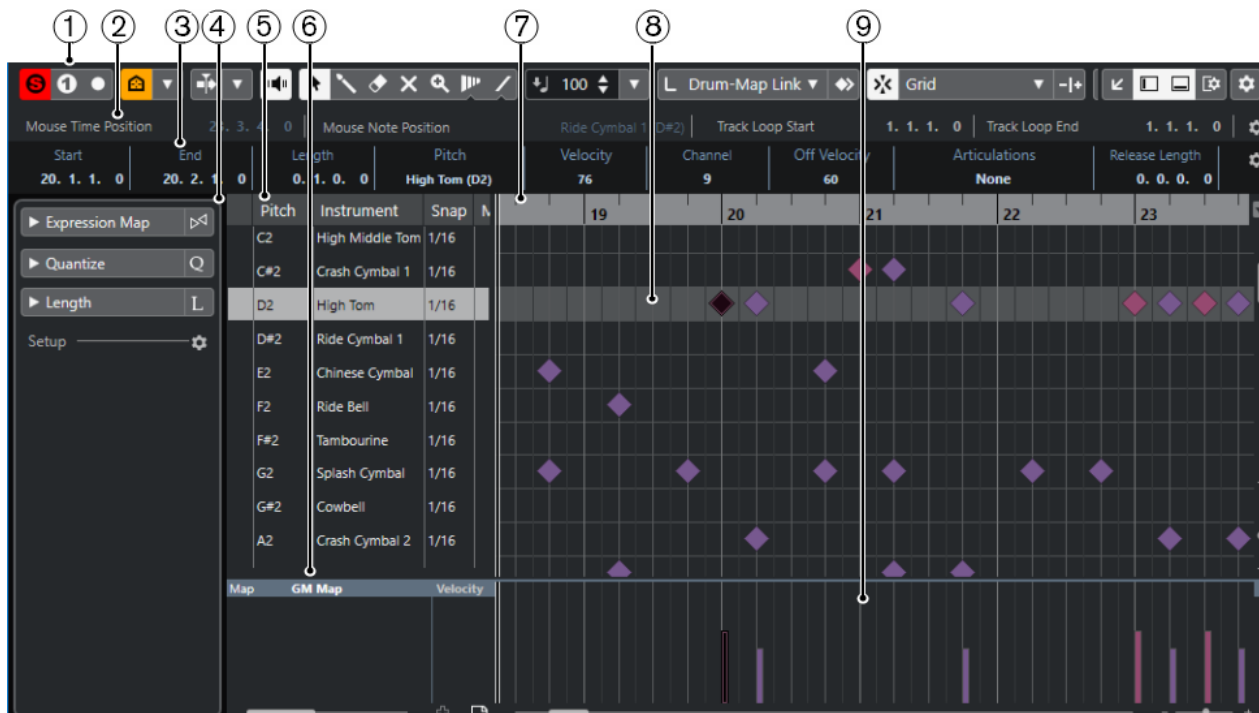 ① ② ③ ④ ⑤ ⑥ ⑦ ⑧ ⑨
S 1 100 L Drum-Map Link Grid
Mouse Time Position 23. 3. 4. 0 Mouse Note Position Ride Cymbal 1 (D#2) Track Loop Start 1. 1. 1. 0 Track Loop End 1. 1. 1. 0
Start End Length Pitch Velocity Channel Off Velocity Articulations Release Length
20. 1. 1. 0 20. 2. 1. 0 0. 1. 0. 0 High Tom (D2) 76 9 60 None 0. 0. 0. 0
Pitch Instrument Snap M 19 20 21 22 23
Expression Map
C2 High Middle Tom 1/16
Quantize Q
C#2 Crash Cymbal 1 1/16
Length L
D2 High Tom 1/16
Setup
D#2 Ride Cymbal 1 1/16
E2 Chinese Cymbal 1/16
F2 Ride Bell 1/16
F#2 Tambourine 1/16
G2 Splash Cymbal 1/16
G#2 Cowbell 1/16
A2 Crash Cymbal 2 1/16
Map GM Map Velocity